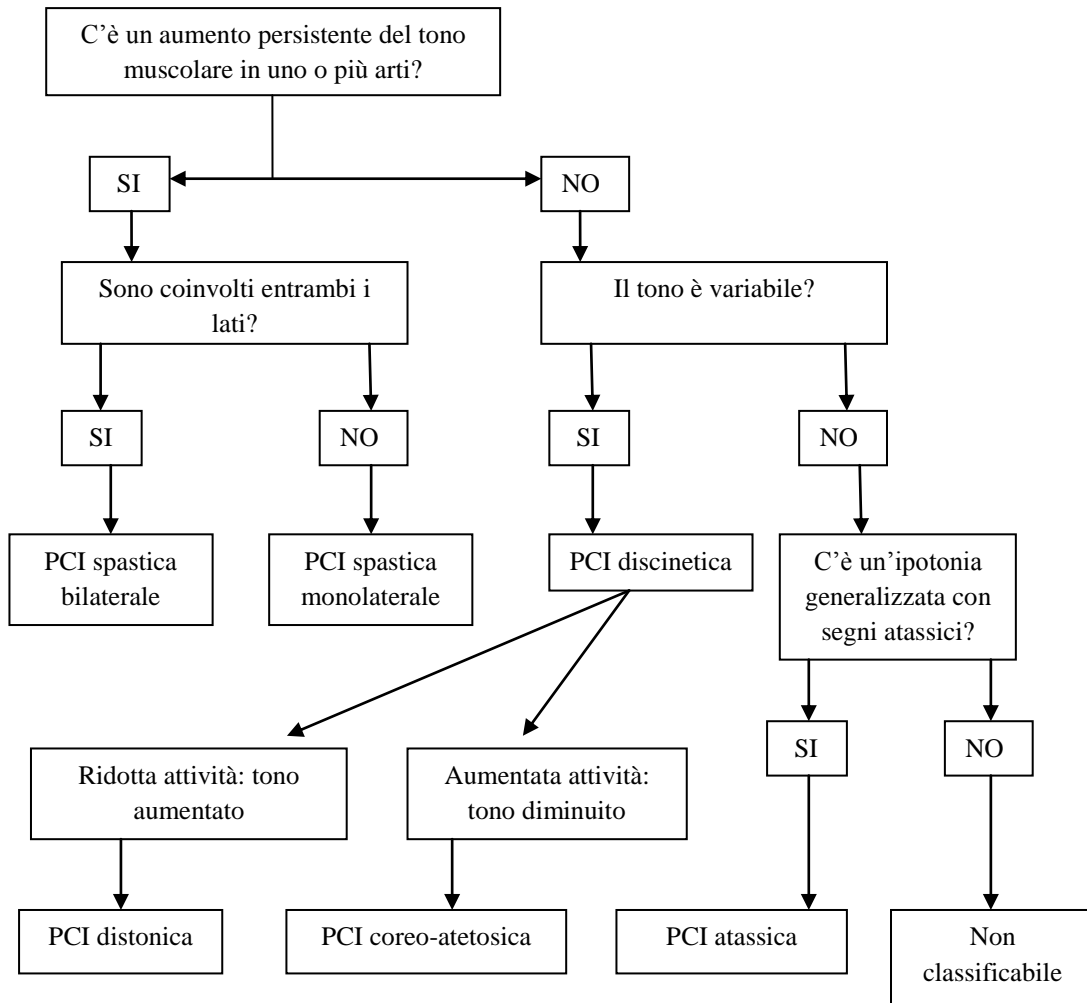 C’è un aumento persistente del tono
muscolare in uno o più arti?
SI
NO
Sono coinvolti entrambi i
lati?
Il tono è variabile?
SI
NO
SI
NO
PCI spastica
bilaterale
PCI spastica
monolaterale
PCI discinetica
C’è un’ipotonia
generalizzata con
segni atassici?
SI
NO
Ridotta attività: tono
aumentato
Aumentata attività:
tono diminuito
PCI distonica
PCI coreo-atetosica
PCI atassica
Non
classificabile